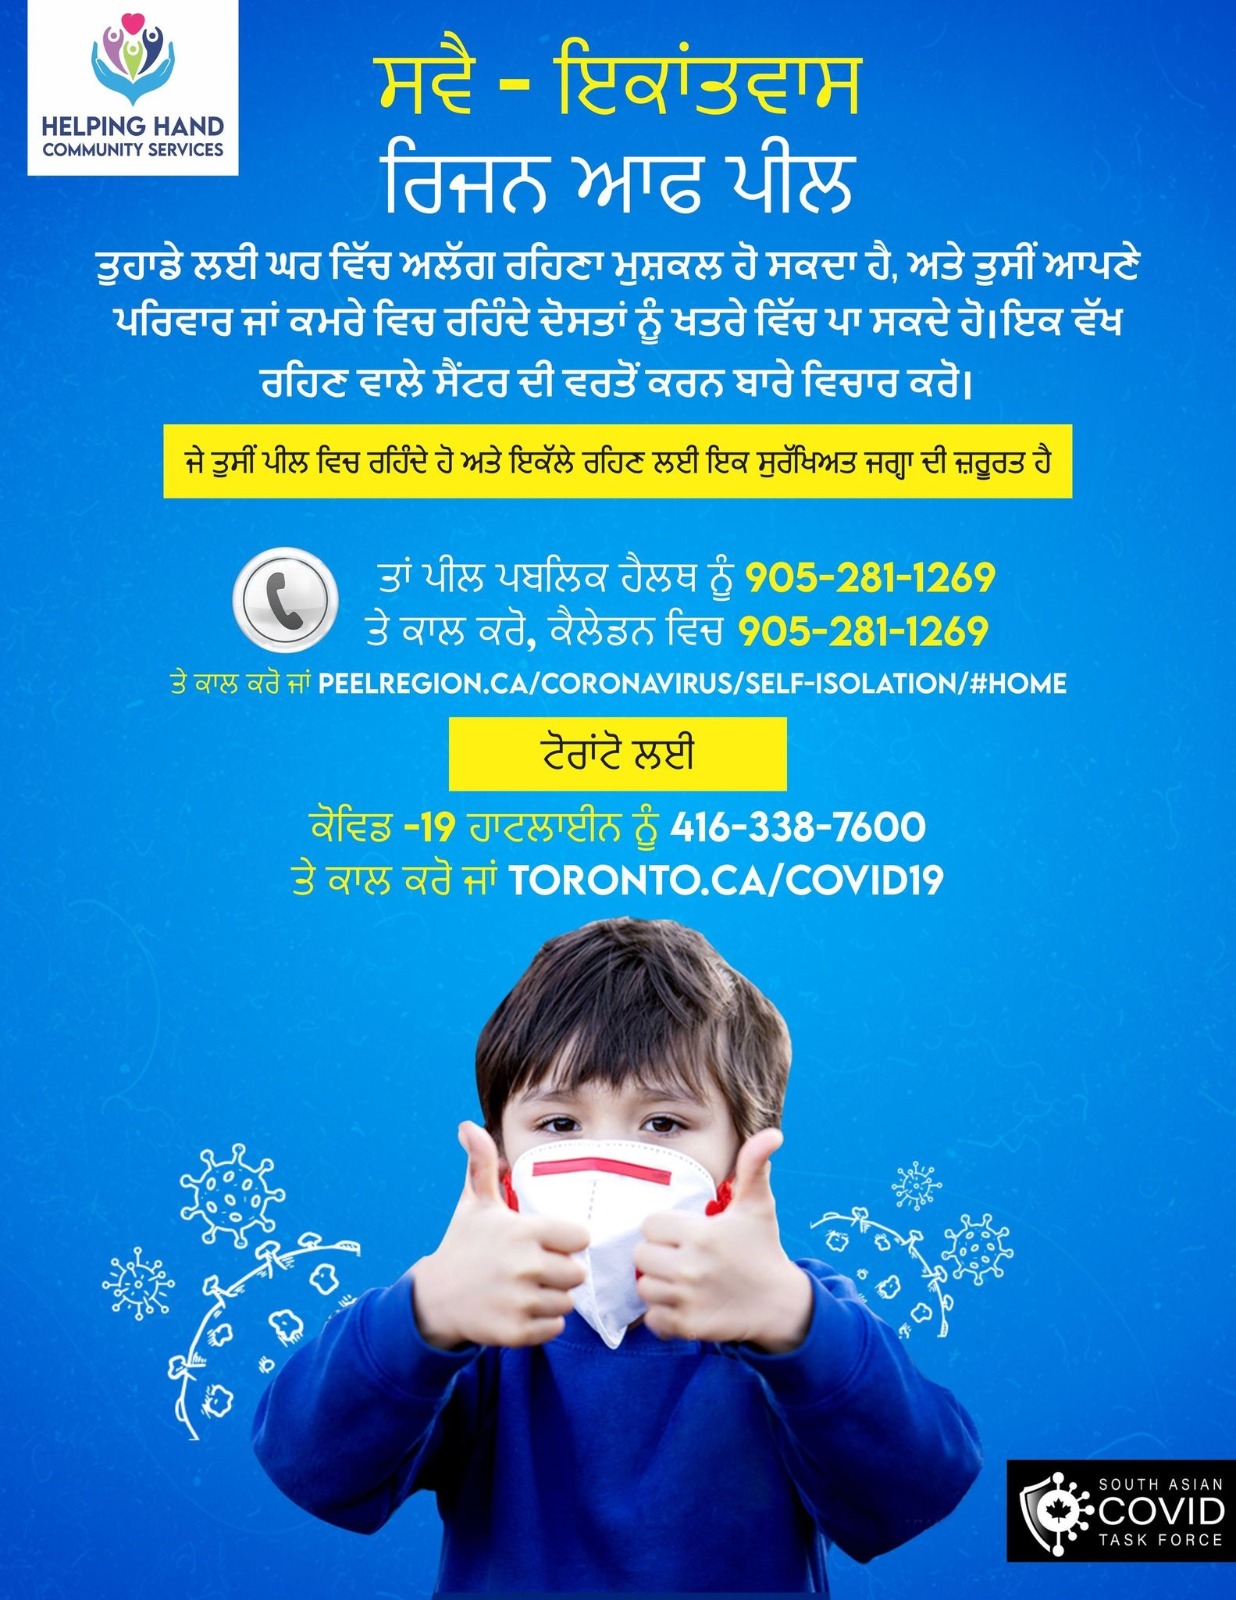 HELPING HAND
COMMUNITY SERVICES
ਸਵੈ - ਇਕਾਂਤਵਾਸ
ਰਿਜਨ ਆਫ ਪੀਲ
ਤੁਹਾਡੇ ਲਈ ਘਰ ਵਿੱਚ ਅਲੱਗ ਰਹਿਣਾ ਮੁਸ਼ਕਲ ਹੋ ਸਕਦਾ ਹੈ, ਅਤੇ ਤੁਸੀਂ ਆਪਣੇ
ਪਰਿਵਾਰ ਜਾਂ ਕਮਰੇ ਵਿਚ ਰਹਿੰਦੇ ਦੋਸਤਾਂ ਨੂੰ ਖਤਰੇ ਵਿੱਚ ਪਾ ਸਕਦੇ ਹੋ।ਇਕ ਵੱਖ
ਰਹਿਣ ਵਾਲੇ ਸੈਂਟਰ ਦੀ ਵਰਤੋਂ ਕਰਨ ਬਾਰੇ ਵਿਚਾਰ ਕਰੋ।
ਜੇ ਤੁਸੀਂ ਪੀਲ ਵਿਚ ਰਹਿੰਦੇ ਹੋ ਅਤੇ ਇਕੱਲੇ ਰਹਿਣ ਲਈ ਇਕ ਸੁਰੱਖਿਅਤ ਜਗ੍ਹਾ ਦੀ ਜ਼ਰੂਰਤ ਹੈ
ਤਾਂ ਪੀਲ ਪਬਲਿਕ ਹੈਲਥ ਨੂੰ 905-281-1269
ਤੇ ਕਾਲ ਕਰੋ, ਕੈਲੇਡਨ ਵਿਚ 905-281-1269
ਤੇ ਕਾਲ ਕਰੋ ਜਾਂ PEELREGION.CA/CORONAVIRUS/SELF-ISOLATION/#HOME
ਟੋਰਾਂਟੋ ਲਈ
ਕੋਵਿਡ -19 ਹਾਟਲਾਈਨ ਨੂੰ 416-338-7600
ਤੇ ਕਾਲ ਕਰੋ ਜਾਂ TORONTO.CA/COVID19
SOUTH ASIAN
COVID
TASK FORCE